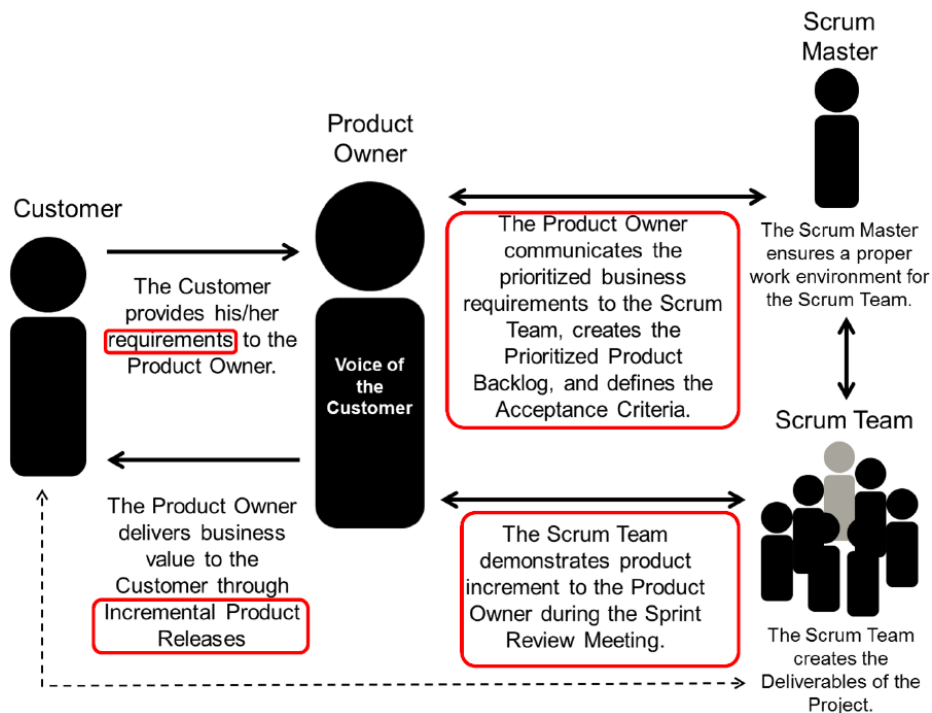 Scrum
Master
Product
Owner
Customer
The Customer
provides his/her
requirements to the
Product Owner.
Voice of
the
Customer
The Product Owner
communicates the
prioritized business
requirements to the Scrum
Team, creates the
Prioritized Product
Backlog, and defines the
Acceptance Criteria.
The Scrum Master
ensures a proper
work environment for
the Scrum Team.
Scrum Team
The Product Owner
delivers business
value to the
Customer through
Incremental Product
Releases
The Scrum Team
demonstrates product
increment to the Product
Owner during the Sprint
Review Meeting.
The Scrum Team
creates the
Deliverables of the
Project.